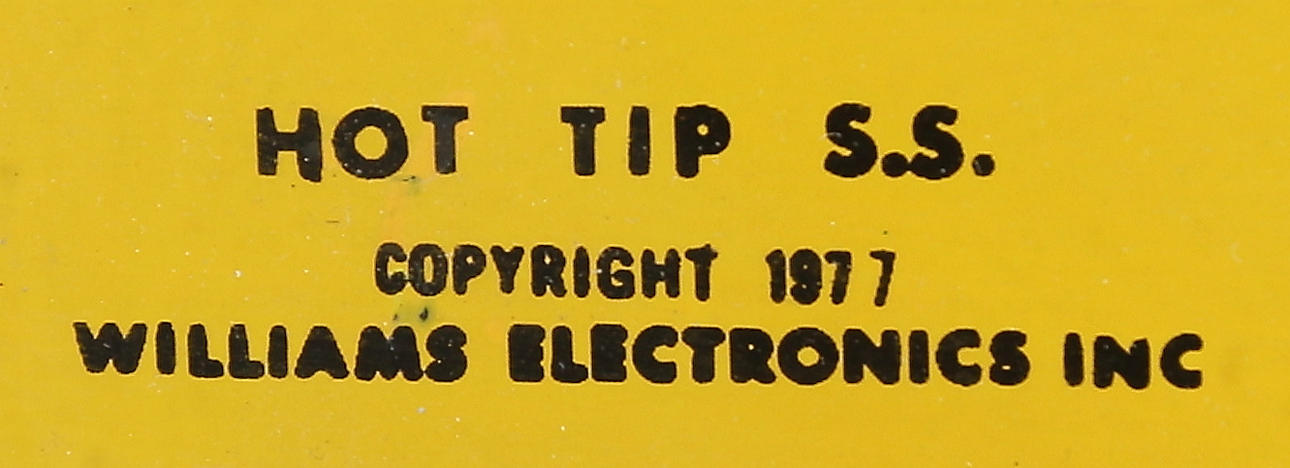 HOT TIP S.S.
COPYRIGHT 1977
WILLIAMS ELECTRONICS INC